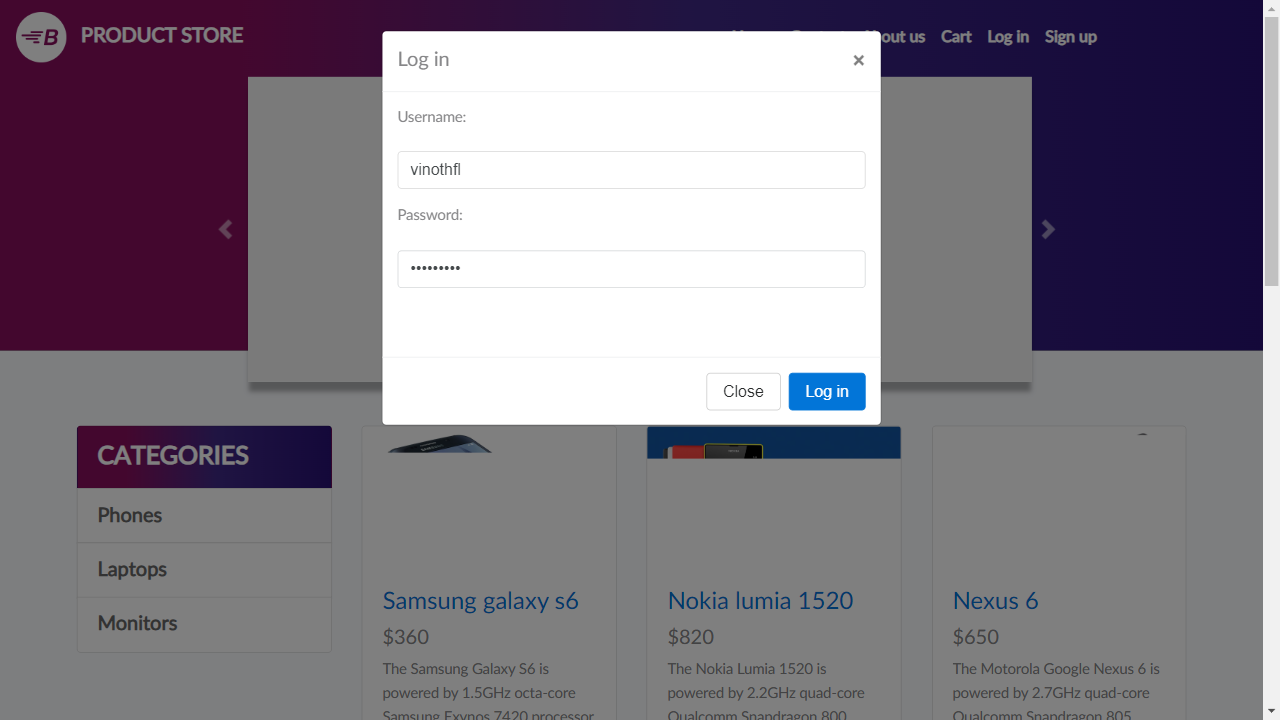 B PRODUCT STORE
out us Cart Log in Sign up
Log in ×
Username:
vinothfl
Password:
•••••••••
Close Log in
CATEGORIES
Phones
Laptops
Monitors
Samsung galaxy s6
$360
The Samsung Galaxy S6 is
powered by 1.5GHz octa-core
Samsung Exynos 7420 processor
Nokia lumia 1520
$820
The Nokia Lumia 1520 is
powered by 2.2GHz quad-core
Qualcomm Snapdragon 800
Nexus 6
$650
The Motorola Google Nexus 6 is
powered by 2.7GHz quad-core
Qualcomm Snapdragon 805